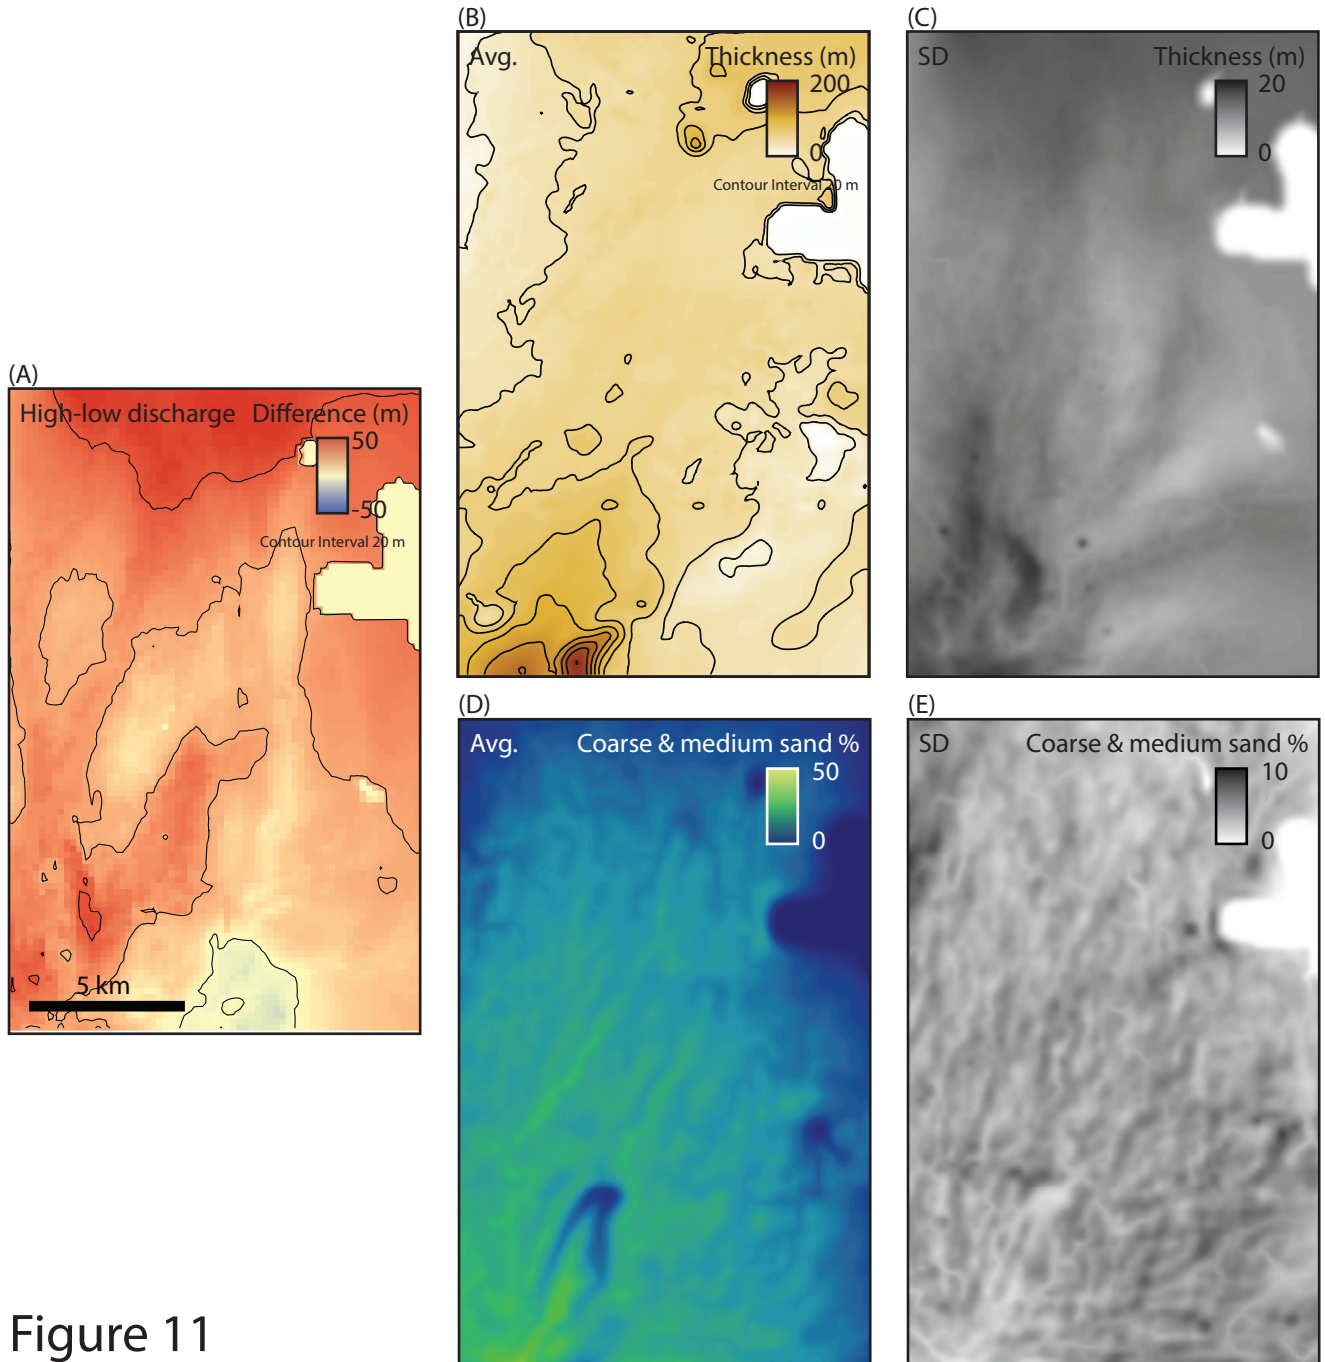 (A)
High-low discharge Difference (m)
50
-50
Contour Interval 20 m
5 km
(B)
Avg. Thickness (m)
200
0
Contour Interval 20 m
(C)
SD Thickness (m)
20
0
(D)
Avg. Coarse & medium sand %
50
0
(E)
SD Coarse & medium sand %
10
0
Figure 11